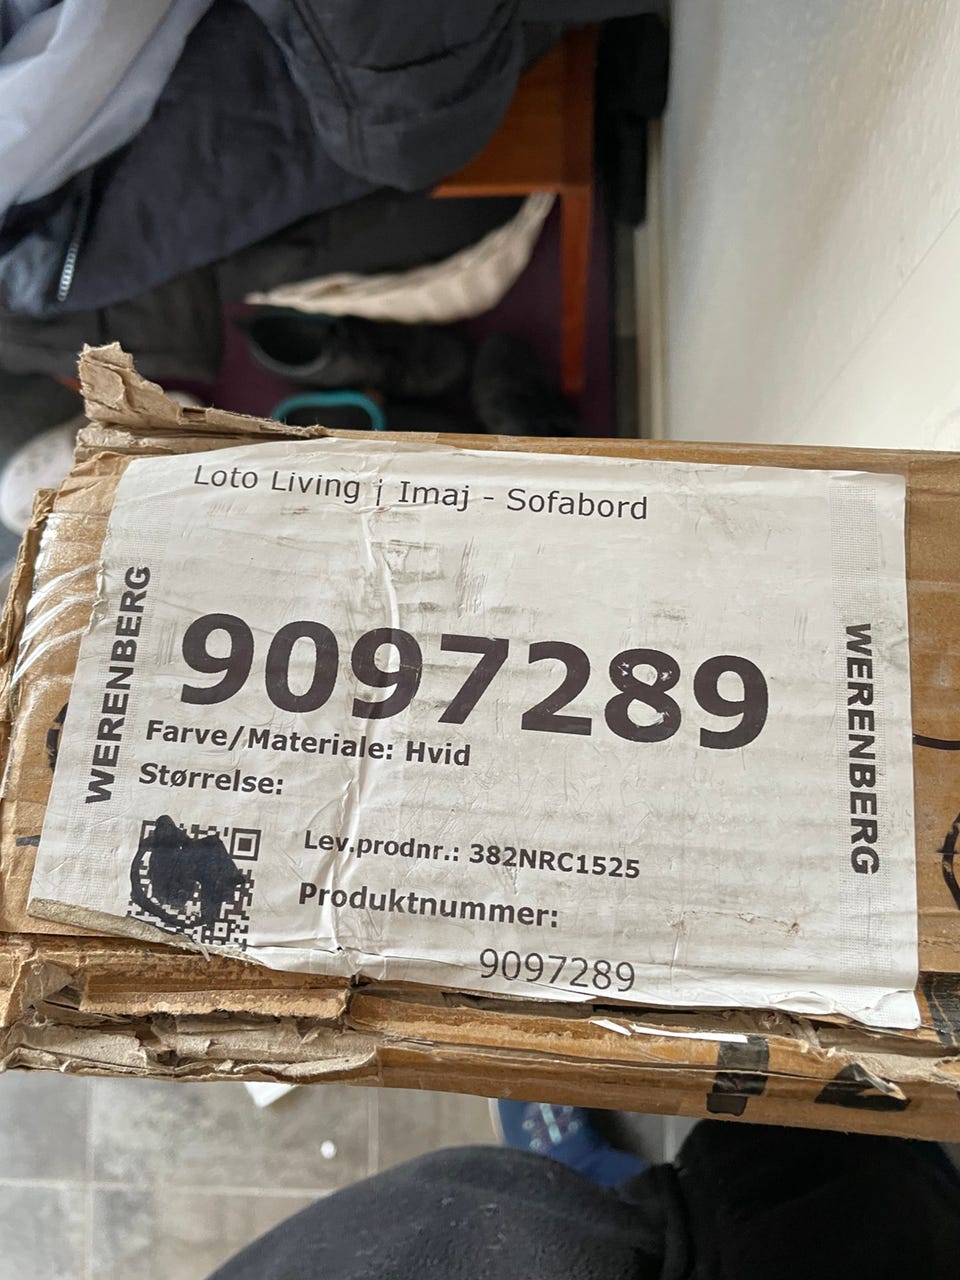 Loto Living | Imaj - Sofabord
WERENBERG
9097289
WERENBERG
Farve/Materiale: Hvid
Størrelse:
Lev.prodnr.: 382NRC1525
Produktnummer:
9097289